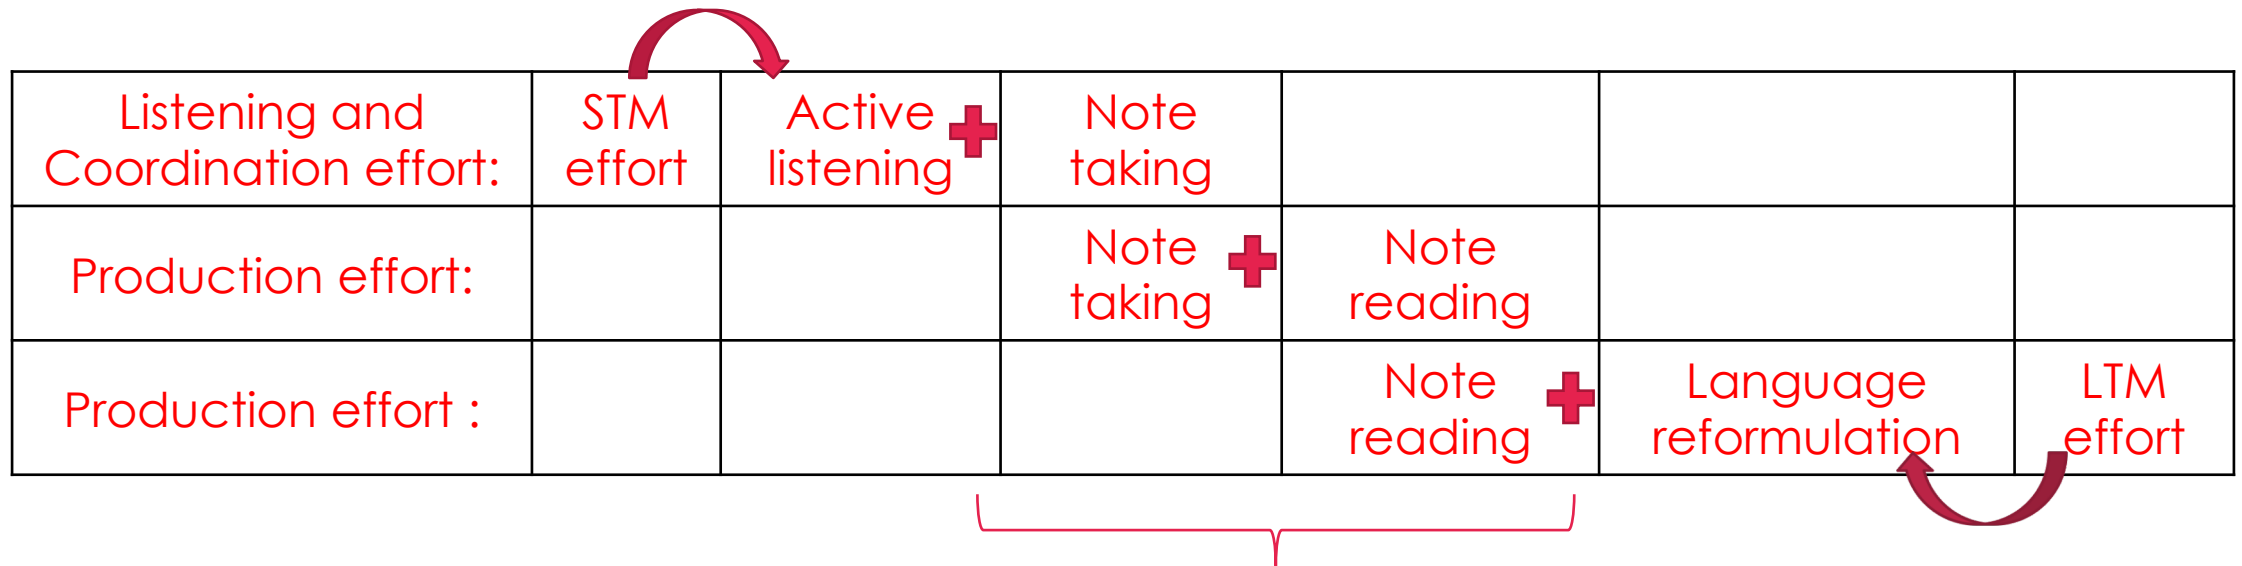 Listening and
Coordination effort:
STM
effort
Active
listening
Note
taking
Production effort:
Note
taking
Note
reading
Production effort :
Note
reading
Language
reformulation
LTM
effort